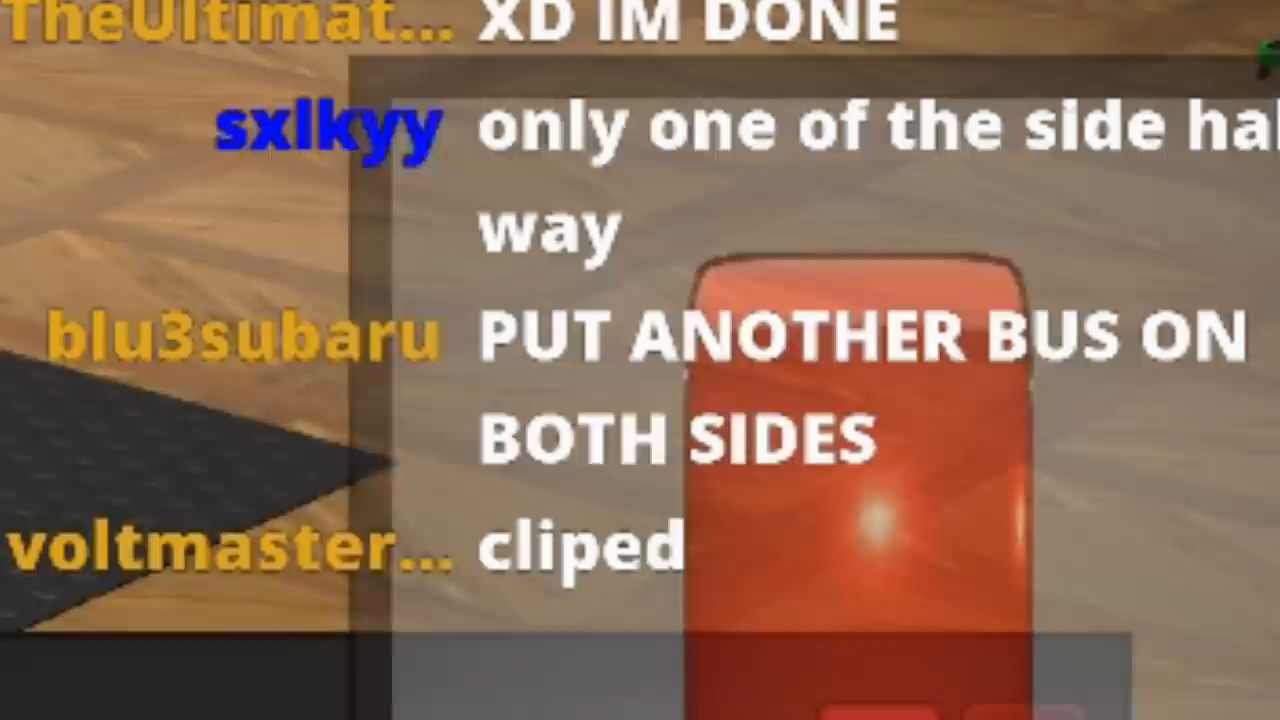 TheUltimat... XD IM DONE
sxlkyy only one of the side
way
blu3subaru PUT ANOTHER BUS ON
BOTH SIDES
voltmaster... cliped